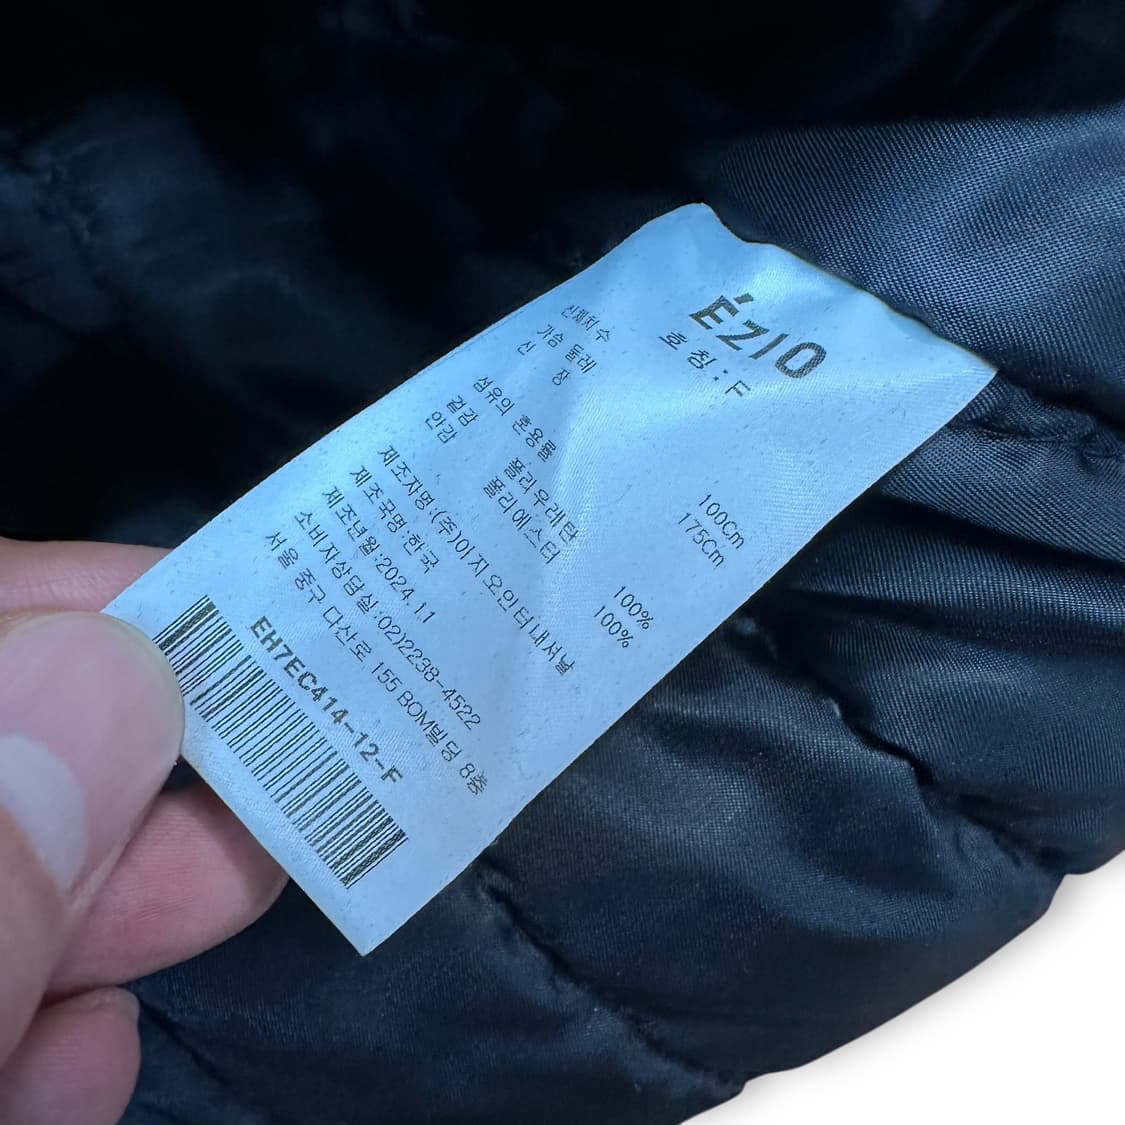 ÉZIO
호칭 : F
신체치수
가슴 둘레 100Cm
신 장 175Cm
섬유의 혼용률
겉감 폴리우레탄 100%
안감 폴리에스터 100%
제조자명:(주)이지 오인터내셔날
제조국명:한국
제조년월:2024.11
소비자상담실:02)2238-4522
서울 중구 다산로 155 BOM빌딩 8층
EH7EC414-12-F